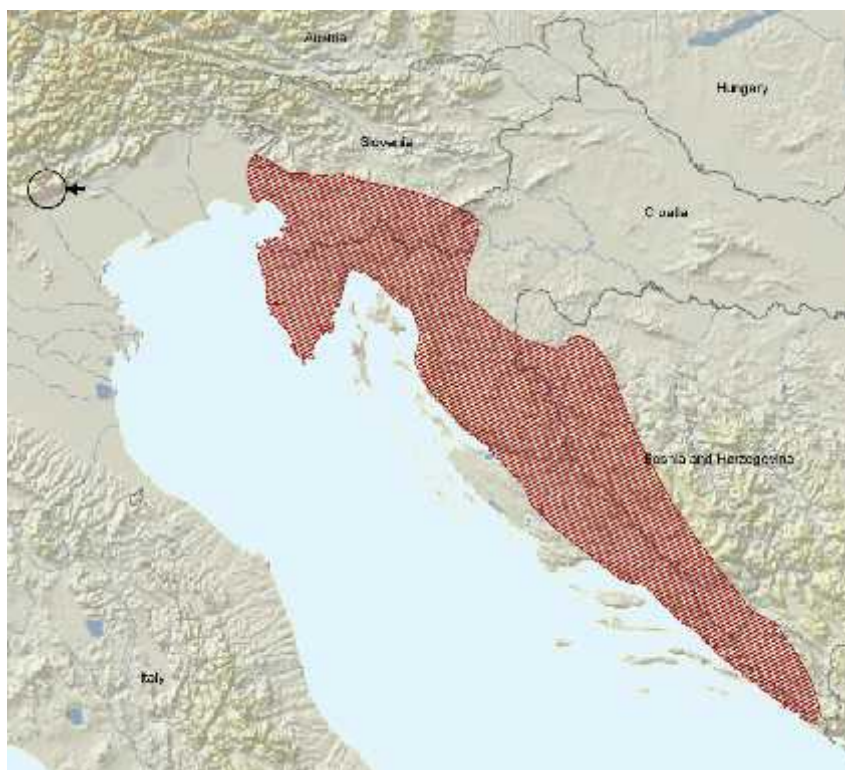 Austria
Hungary
Slovenia
Croatia
Bosnia and Herzegovina
Italy